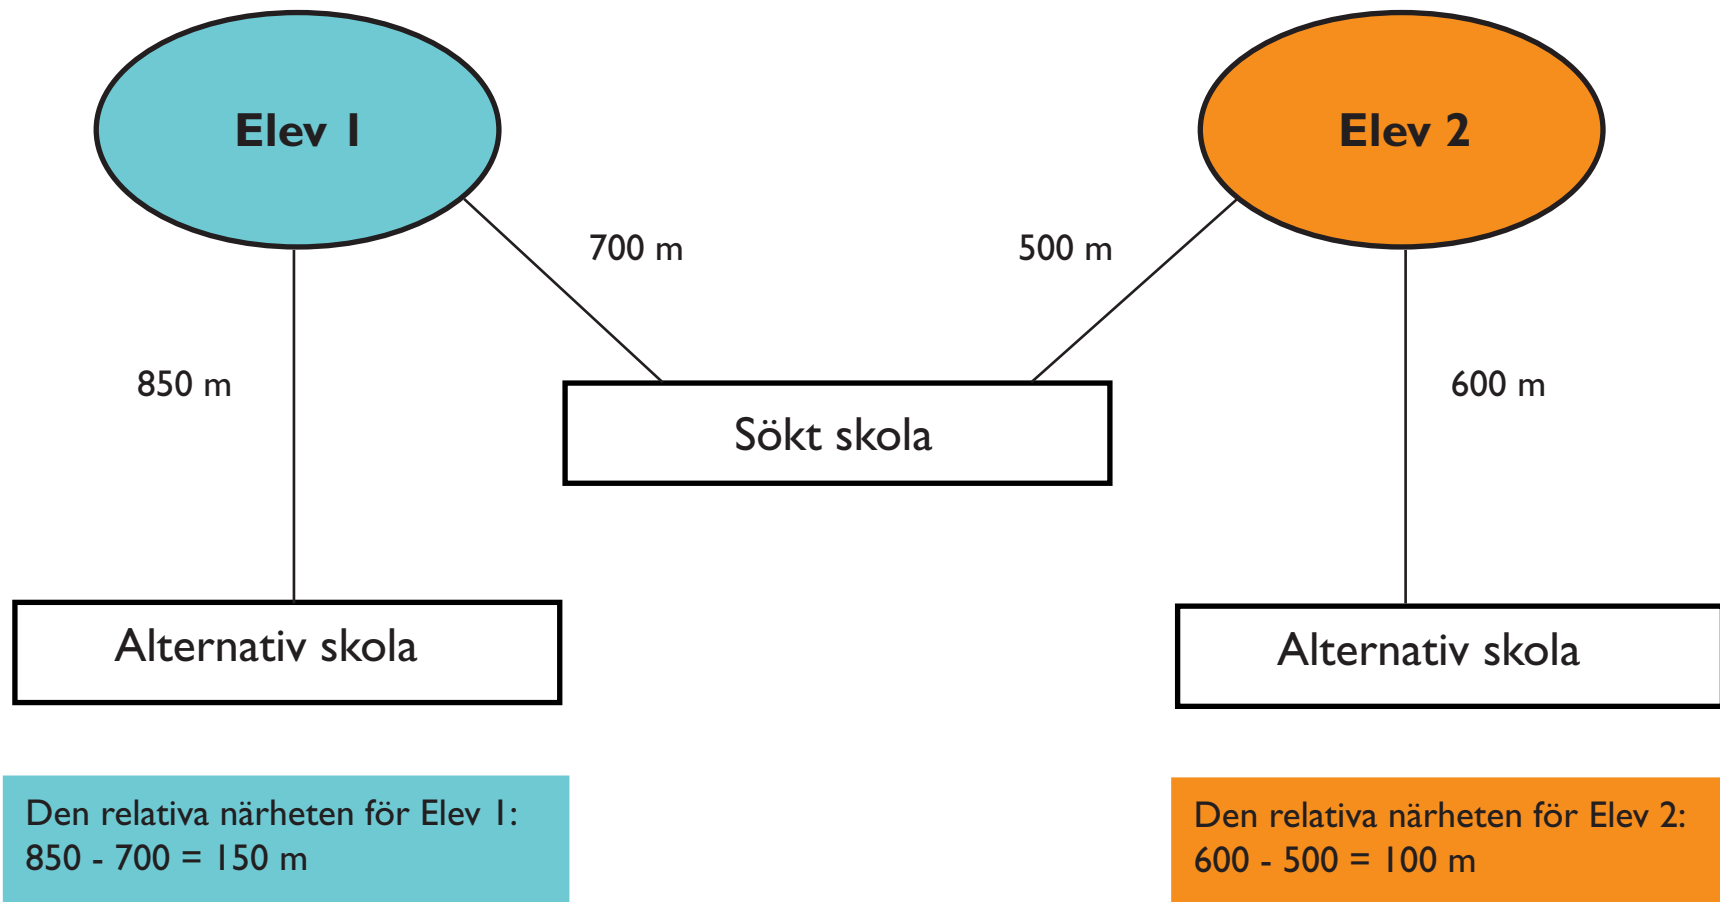 Elev 1
Elev 2
700 m
500 m
850 m
600 m
Sökt skola
Alternativ skola
Alternativ skola
Den relativa närheten för Elev 1:
850 - 700 = 150 m
Den relativa närheten för Elev 2:
600 - 500 = 100 m